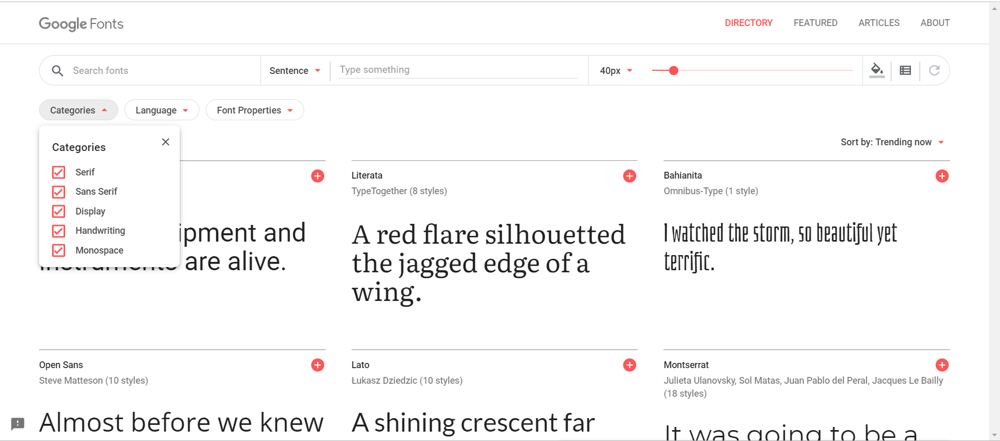 Google Fonts
DIRECTORY
FEATURED
ARTICLES
ABOUT
Search fonts
Sentence
Type something
40px
Categories
Language
Font Properties
Categories
Serif
Sans Serif
Display
Handwriting
Monospace
Sort by: Trending now
ipment and
are alive.
Literata
TypeTogether (8 styles)
A red flare silhouetted
the jagged edge of a
wing.
Bahianita
Omnibus-Type (1 style)
I watched the storm, so beautiful yet
terrific.
Open Sans
Steve Matteson (10 styles)
Almost before we knew
Lato
Łukasz Dziedzic (10 styles)
A shining crescent far
Montserrat
Julieta Ulanovsky, Sol Matas, Juan Pablo del Peral, Jacques Le Bailly
(18 styles)
It was going to be a